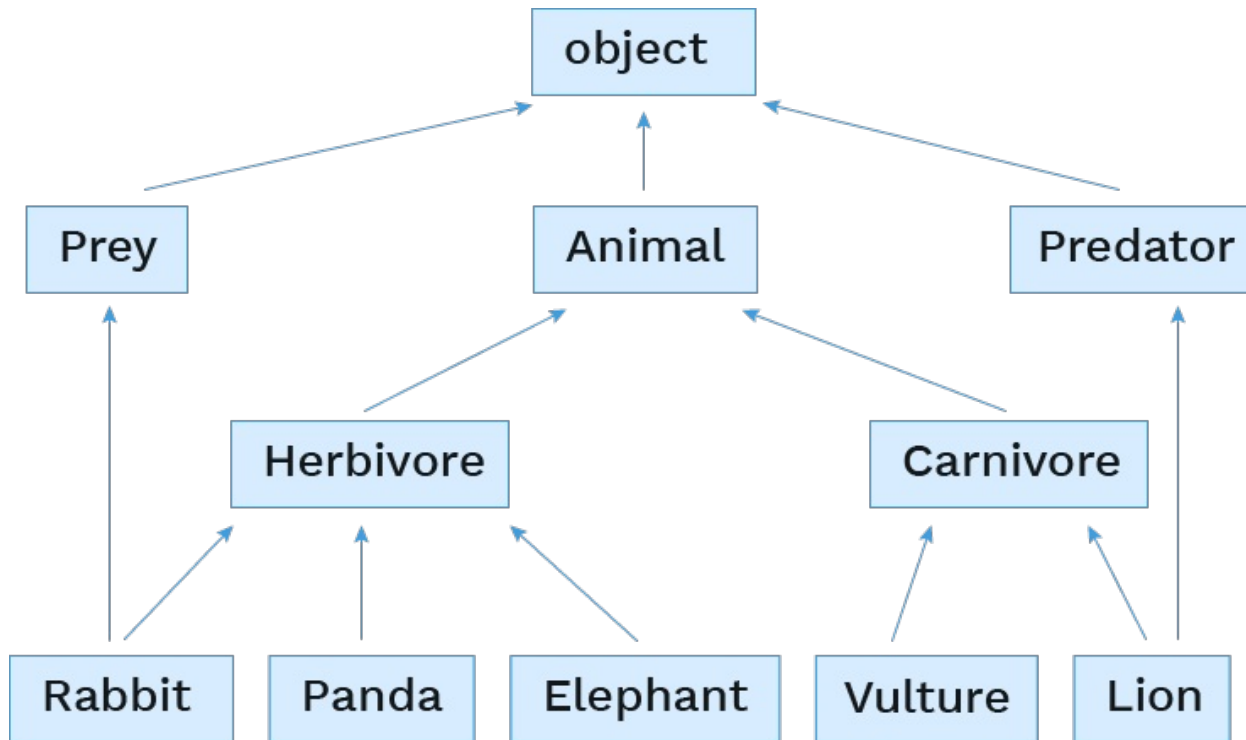 object
Prey
Animal
Predator
Herbivore
Carnivore
Rabbit
Panda
Elephant
Vulture
Lion